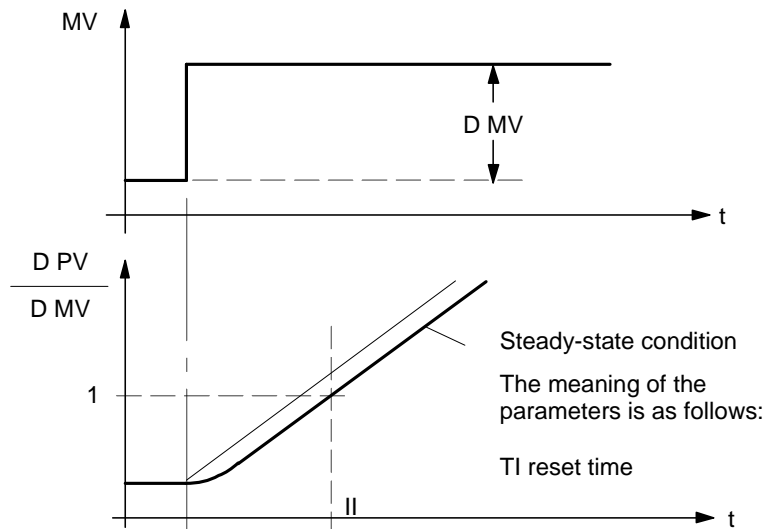 MV
D MV
t
D PV
D MV
Steady-state condition
1
The meaning of the
parameters is as follows:
TI reset time
II
t